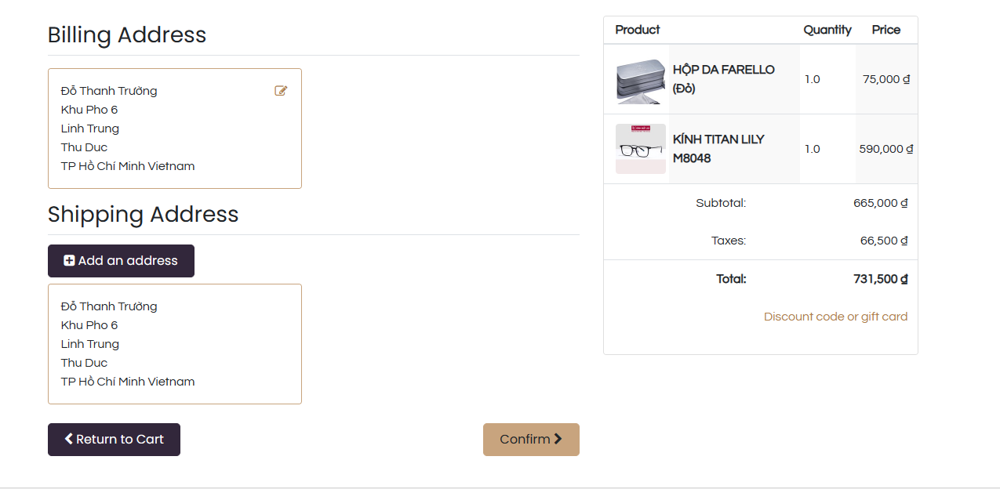 Billing Address
Đỗ Thanh Trường
Khu Pho 6
Linh Trung
Thu Duc
TP Hồ Chí Minh Vietnam
Shipping Address
Add an address
Đỗ Thanh Trường
Khu Pho 6
Linh Trung
Thu Duc
TP Hồ Chí Minh Vietnam
Return to Cart
Confirm
Product Quantity Price
HỘP DA FARELLO
(Đỏ)
1.0
75,000 ₫
KÍNH TITAN LILY
M8048
1.0
590,000 ₫
Subtotal: 665,000 ₫
Taxes: 66,500 ₫
Total: 731,500 ₫
Discount code or gift card